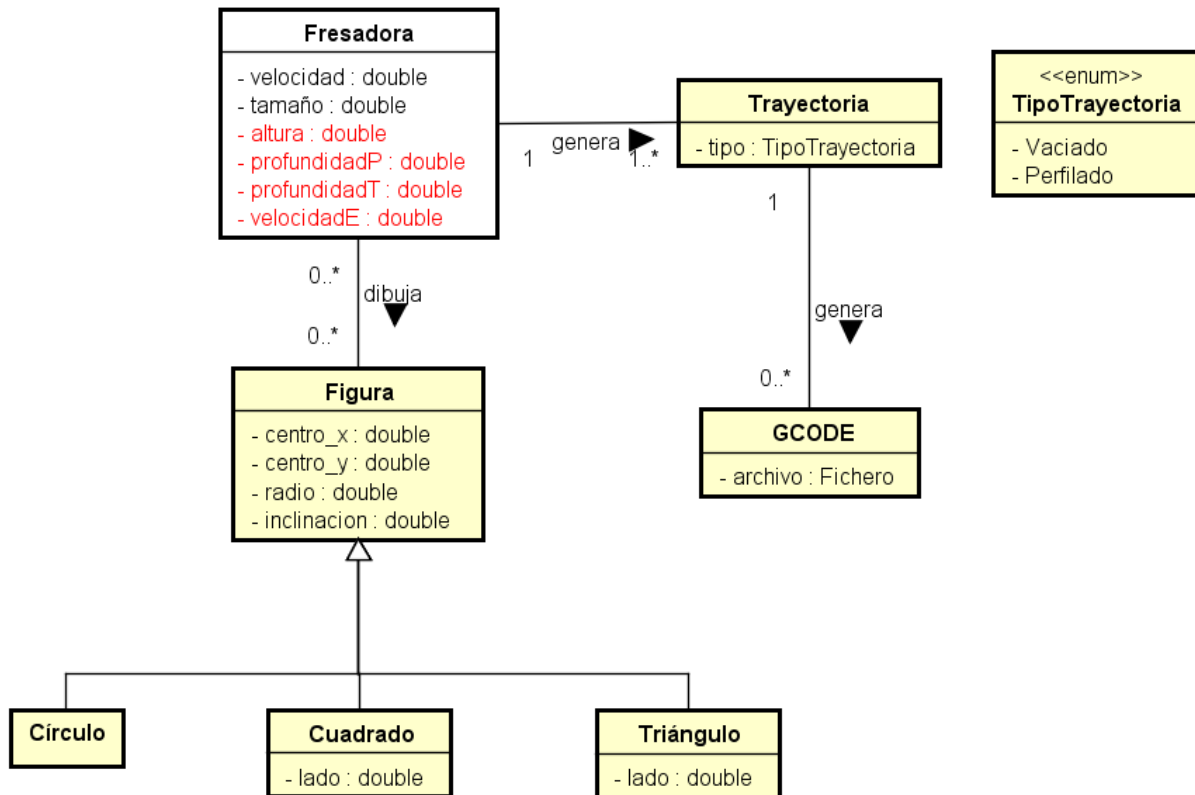 Fresadora
- velocidad : double
- tamaño : double
- altura : double
- profundidadP : double
- profundidadT : double
- velocidadE : double
1
genera
1..*
Trayectoria
- tipo : TipoTrayectoria
<<enum>>
TipoTrayectoria
- Vaciado
- Perfilado
0..*
dibuja
0..*
1
genera
0..*
Figura
- centro_x : double
- centro_y : double
- radio : double
- inclinacion : double
GCODE
- archivo : Fichero
Círculo
Cuadrado
- lado : double
Triángulo
- lado : double